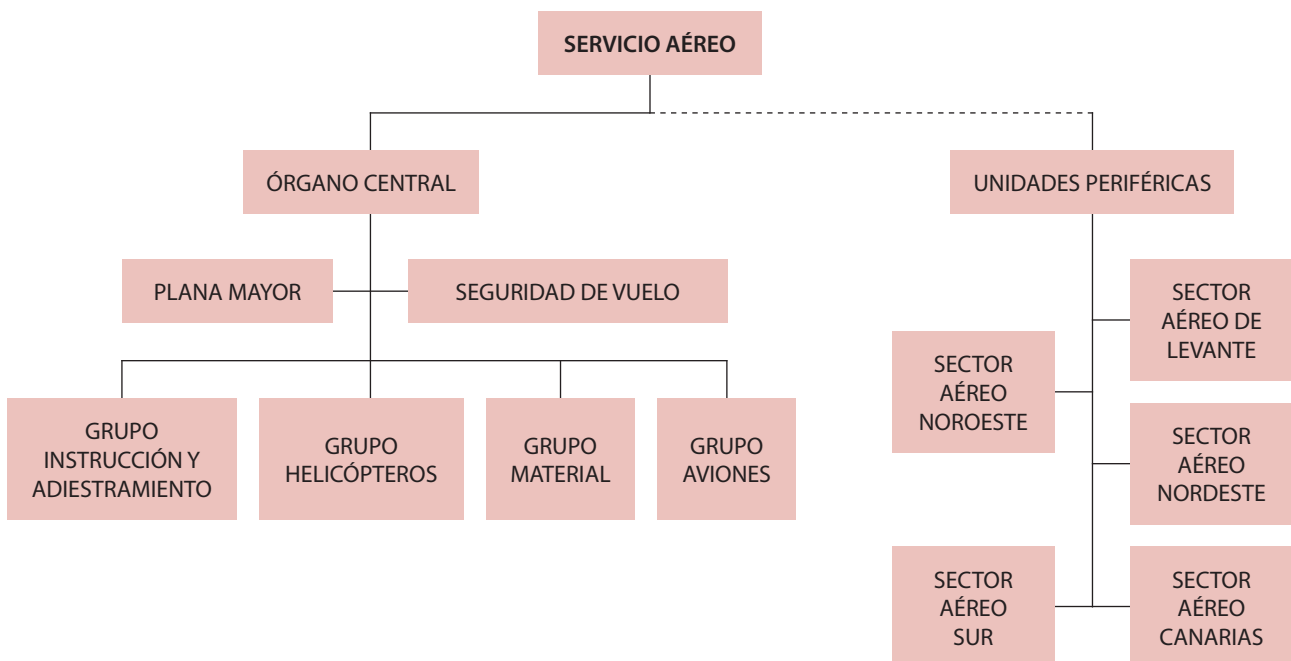 SERVICIO AÉREO
ÓRGANO CENTRAL
UNIDADES PERIFÉRICAS
PLANA MAYOR
SEGURIDAD DE VUELO
GRUPO
INSTRUCCIÓN Y
ADIESTRAMIENTO
GRUPO
HELICÓPTEROS
GRUPO
MATERIAL
GRUPO
AVIONES
SECTOR
AÉREO DE
LEVANTE
SECTOR
AÉREO
NOROESTE
SECTOR
AÉREO
NORDESTE
SECTOR
AÉREO
SUR
SECTOR
AÉREO
CANARIAS